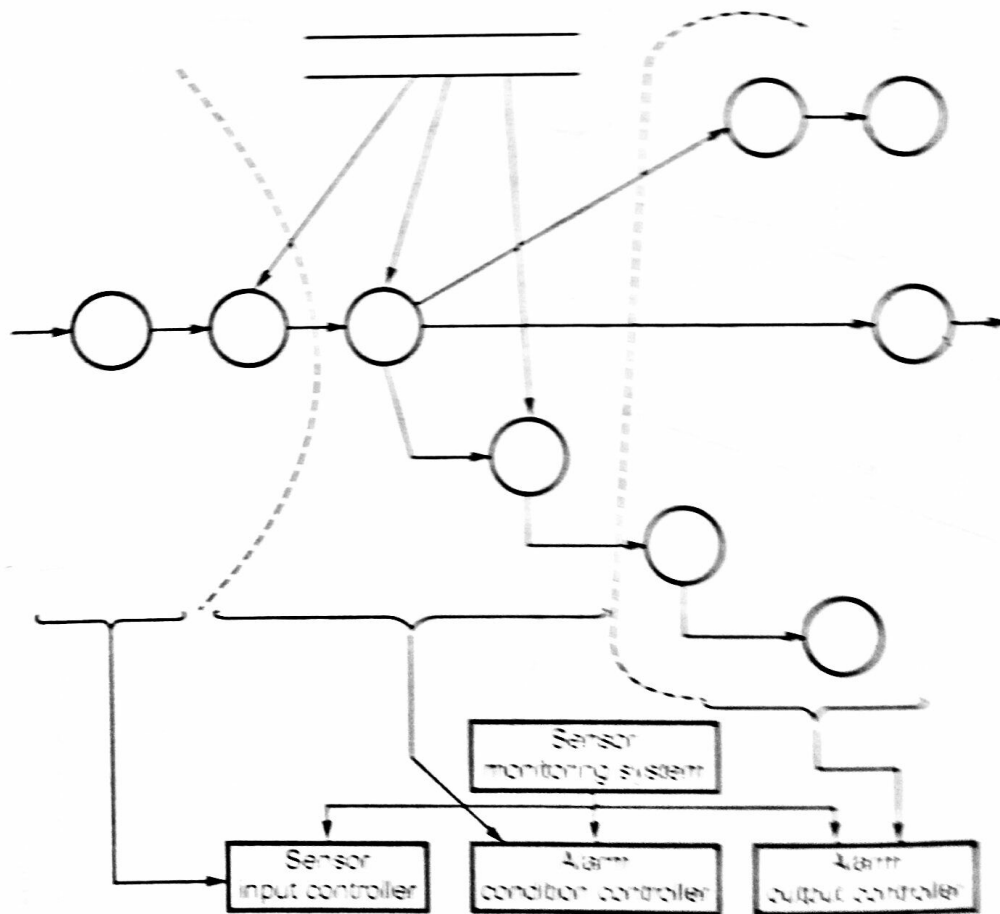 Sensor
monitoring system
Sensor
input controller
Alarm
condition controller
Alarm
output controller